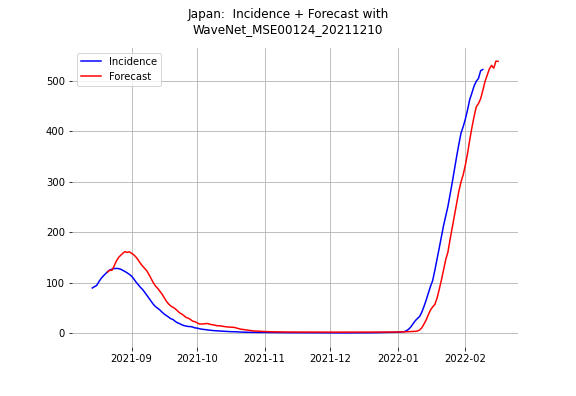 Japan:  Incidence + Forecast with
WaveNet_MSE00124_20211210
Incidence
Forecast
500
400
300
200
100
0
2021-09 2021-10 2021-11 2021-12 2022-01 2022-02